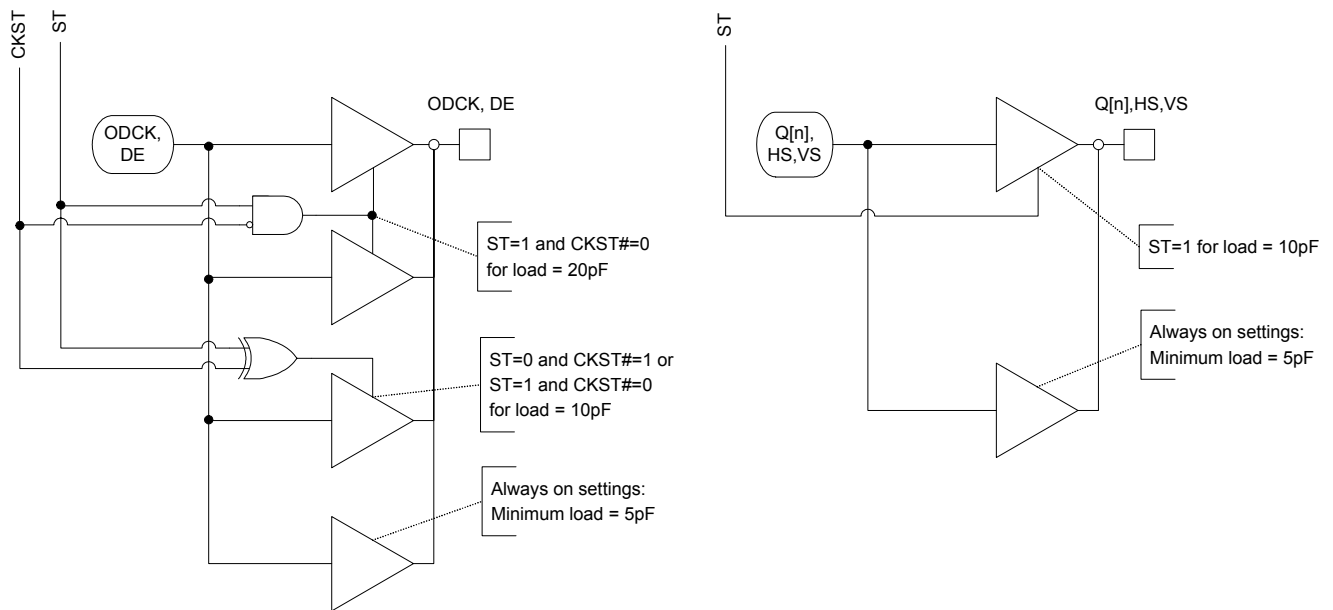 CKST
ST
ODCK,
DE
ODCK, DE
ST=1 and CKST#=0
for load = 20pF
ST=0 and CKST#=1 or
ST=1 and CKST#=0
for load = 10pF
Always on settings:
Minimum load = 5pF
ST
Q[n],
HS,VS
Q[n],HS,VS
ST=1 for load = 10pF
Always on settings:
Minimum load = 5pF